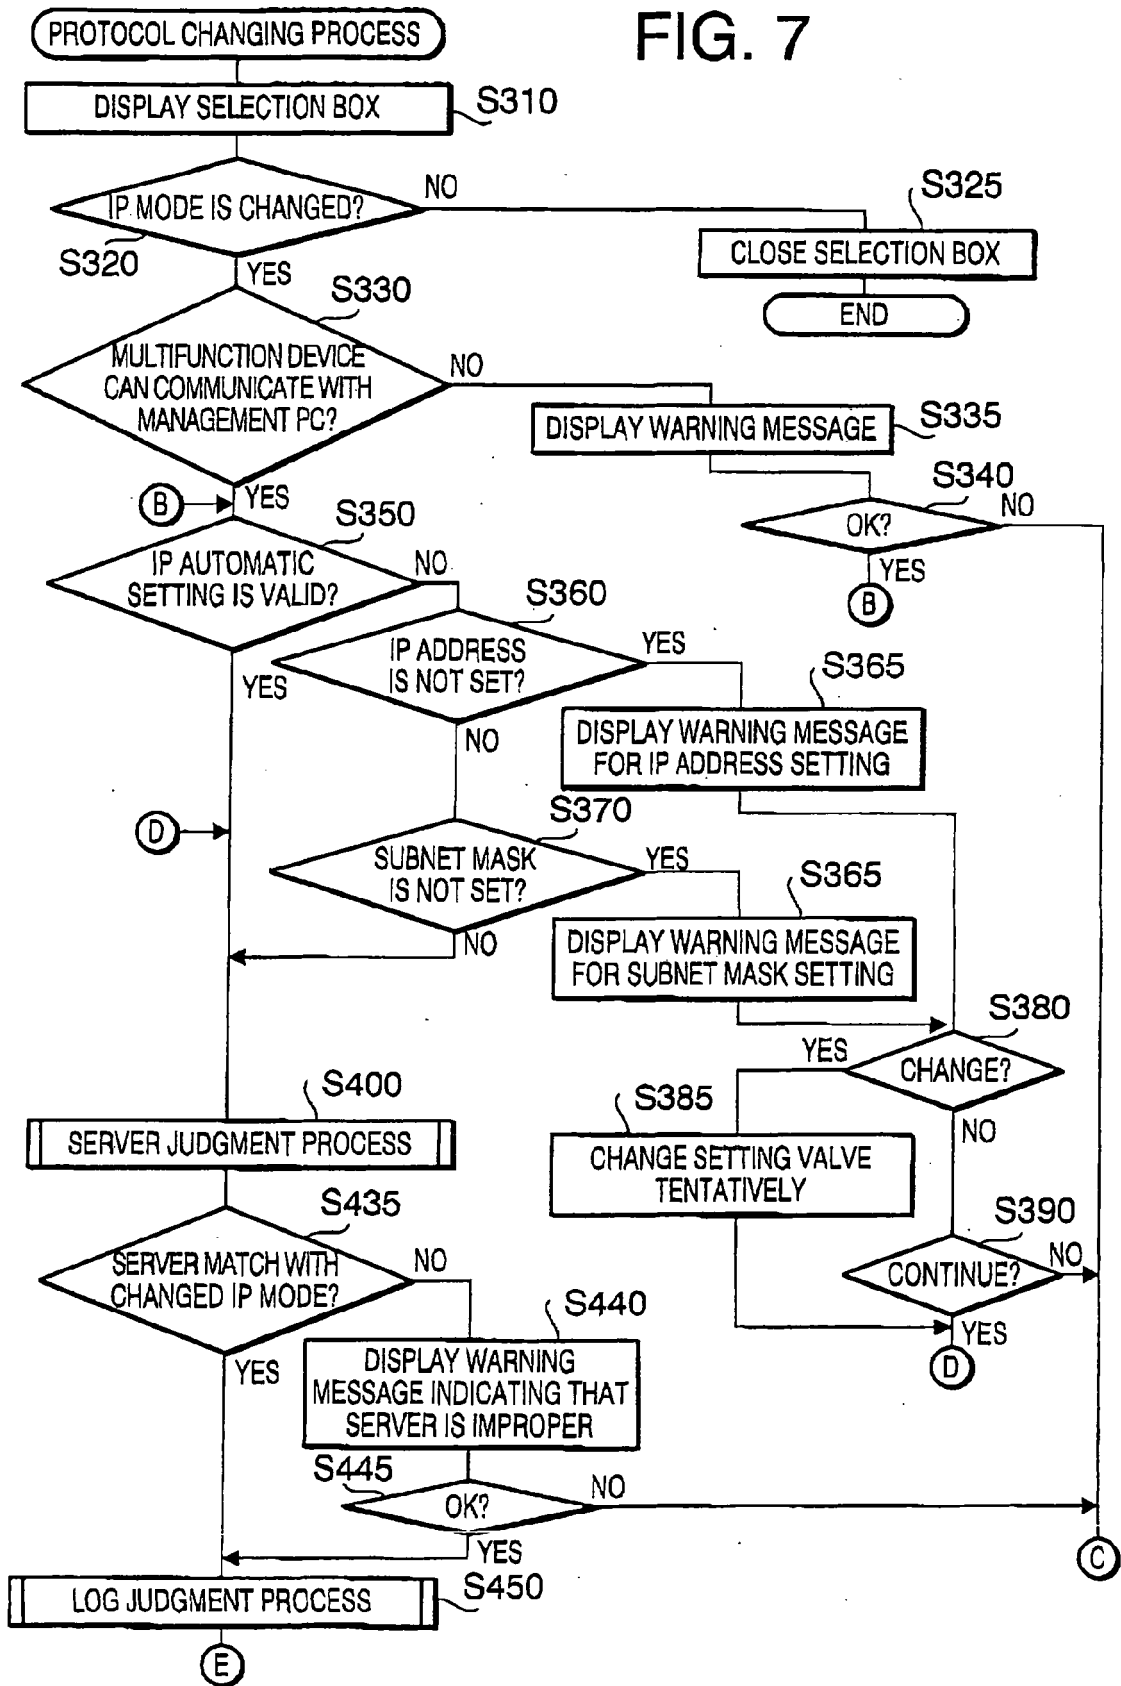 FIG. 7
PROTOCOL CHANGING PROCESS
DISPLAY SELECTION BOX
S310
IP MODE IS CHANGED?
S320
NO
S325
CLOSE SELECTION BOX
END
YES
S330
MULTIFUNCTION DEVICE
CAN COMMUNICATE WITH
MANAGEMENT PC?
NO
DISPLAY WARNING MESSAGE
S335
S340
OK?
NO
YES
B
YES
B
S350
IP AUTOMATIC
SETTING IS VALID?
NO
YES
S360
IP ADDRESS
IS NOT SET?
YES
S365
DISPLAY WARNING MESSAGE
FOR IP ADDRESS SETTING
NO
D
S370
SUBNET MASK
IS NOT SET?
YES
S365
DISPLAY WARNING MESSAGE
FOR SUBNET MASK SETTING
NO
S380
CHANGE?
YES
S385
CHANGE SETTING VALVE
TENTATIVELY
NO
S390
CONTINUE?
NO
YES
D
S400
SERVER JUDGMENT PROCESS
S435
SERVER MATCH WITH
CHANGED IP MODE?
NO
YES
S440
DISPLAY WARNING
MESSAGE INDICATING THAT
SERVER IS IMPROPER
S445
OK?
NO
YES
C
LOG JUDGMENT PROCESS
S450
E